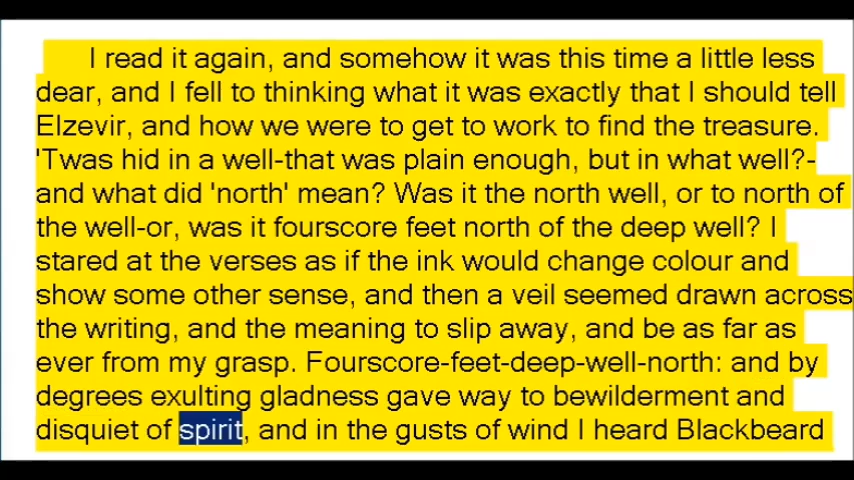 I read it again, and somehow it was this time a little less
dear, and I fell to thinking what it was exactly that I should tell
Elzevir, and how we were to get to work to find the treasure.
'Twas hid in a well-that was plain enough, but in what well?-
and what did 'north' mean? Was it the north well, or to north of
the well-or, was it fourscore feet north of the deep well? I
stared at the verses as if the ink would change colour and
show some other sense, and then a veil seemed drawn across
the writing, and the meaning to slip away, and be as far as
ever from my grasp. Fourscore-feet-deep-well-north: and by
degrees exulting gladness gave way to bewilderment and
disquiet of spirit, and in the gusts of wind I heard Blackbeard